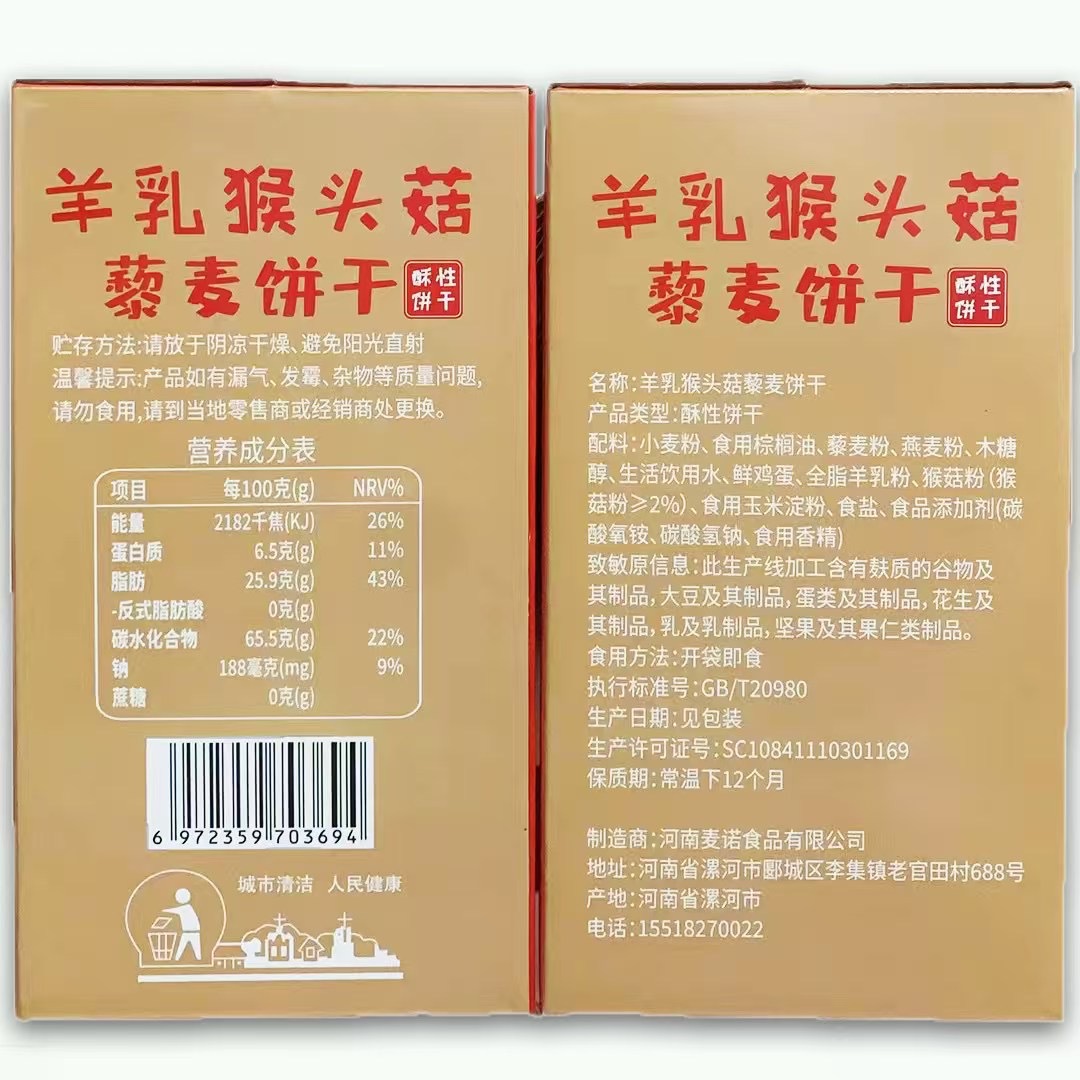 羊乳猴头菇
藜麦饼干
酥性
饼干
贮存方法:请放于阴凉干燥、避免阳光直射
温馨提示:产品如有漏气、发霉、杂物等质量问题,
请勿食用,请到当地零售商或经销商处更换。
营养成分表
项目 每100克(g) NRV%
能量 2182千焦(KJ) 26%
蛋白质 6.5克(g) 11%
脂肪 25.9克(g) 43%
-反式脂肪酸 0克(g)
碳水化合物 65.5克(g) 22%
钠 188毫克(mg) 9%
蔗糖 0克(g)
6 972359 703694
城市清洁 人民健康
羊乳猴头菇
藜麦饼干
酥性
饼干
名称:羊乳猴头菇藜麦饼干
产品类型:酥性饼干
配料:小麦粉、食用棕榈油、藜麦粉、燕麦粉、木糖
醇、生活饮用水、鲜鸡蛋、全脂羊乳粉、猴菇粉(猴
菇粉≥2%)、食用玉米淀粉、食盐、食品添加剂(碳
酸氧铵、碳酸氢钠、食用香精)
致敏原信息:此生产线加工含有麸质的谷物及
其制品,大豆及其制品,蛋类及其制品,花生及
其制品,乳及乳制品,坚果及其果仁类制品。
食用方法:开袋即食
执行标准号:GB/T20980
生产日期:见包装
生产许可证号:SC10841110301169
保质期:常温下12个月
制造商:河南麦诺食品有限公司
地址:河南省漯河市郾城区李集镇老官田村688号
产地:河南省漯河市
电话:15518270022